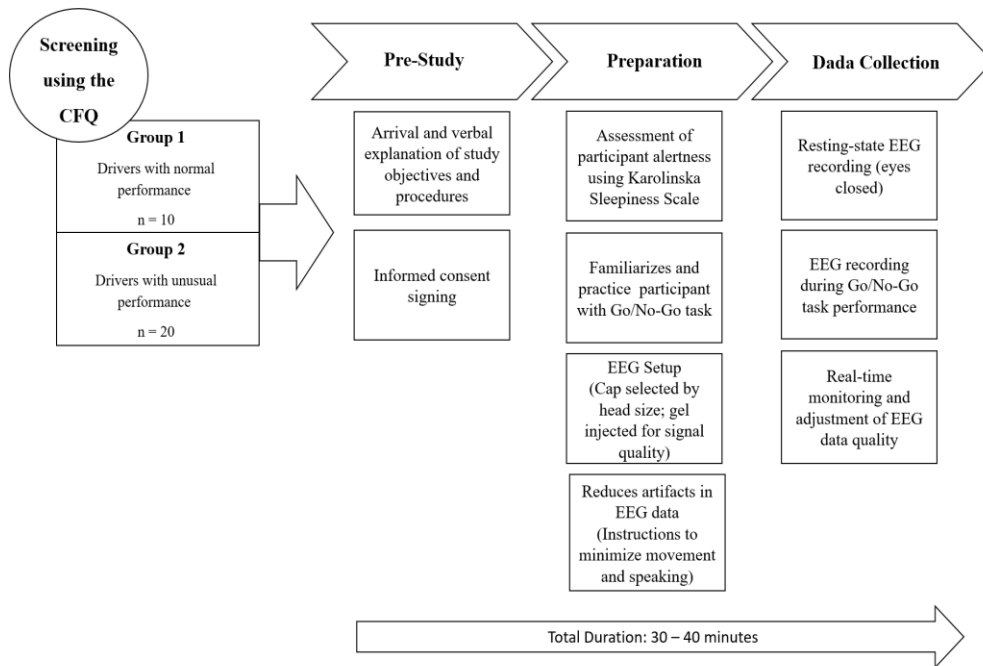 Screening
using the
CFQ
Group 1
Drivers with normal
performance
n = 10
Group 2
Drivers with unusual
performance
n = 20
Pre-Study
Arrival and verbal
explanation of study
objectives and
procedures
Informed consent
signing
Preparation
Assessment of
participant alertness
using Karolinska
Sleepiness Scale
Familiarizes and
practice participant
with Go/No-Go task
EEG Setup
(Cap selected by
head size; gel
injected for signal
quality)
Reduces artifacts in
EEG data
(Instructions to
minimize movement
and speaking)
Dada Collection
Resting-state EEG
recording (eyes
closed)
EEG recording
during Go/No-Go
task performance
Real-time
monitoring and
adjustment of EEG
data quality
Total Duration: 30 – 40 minutes